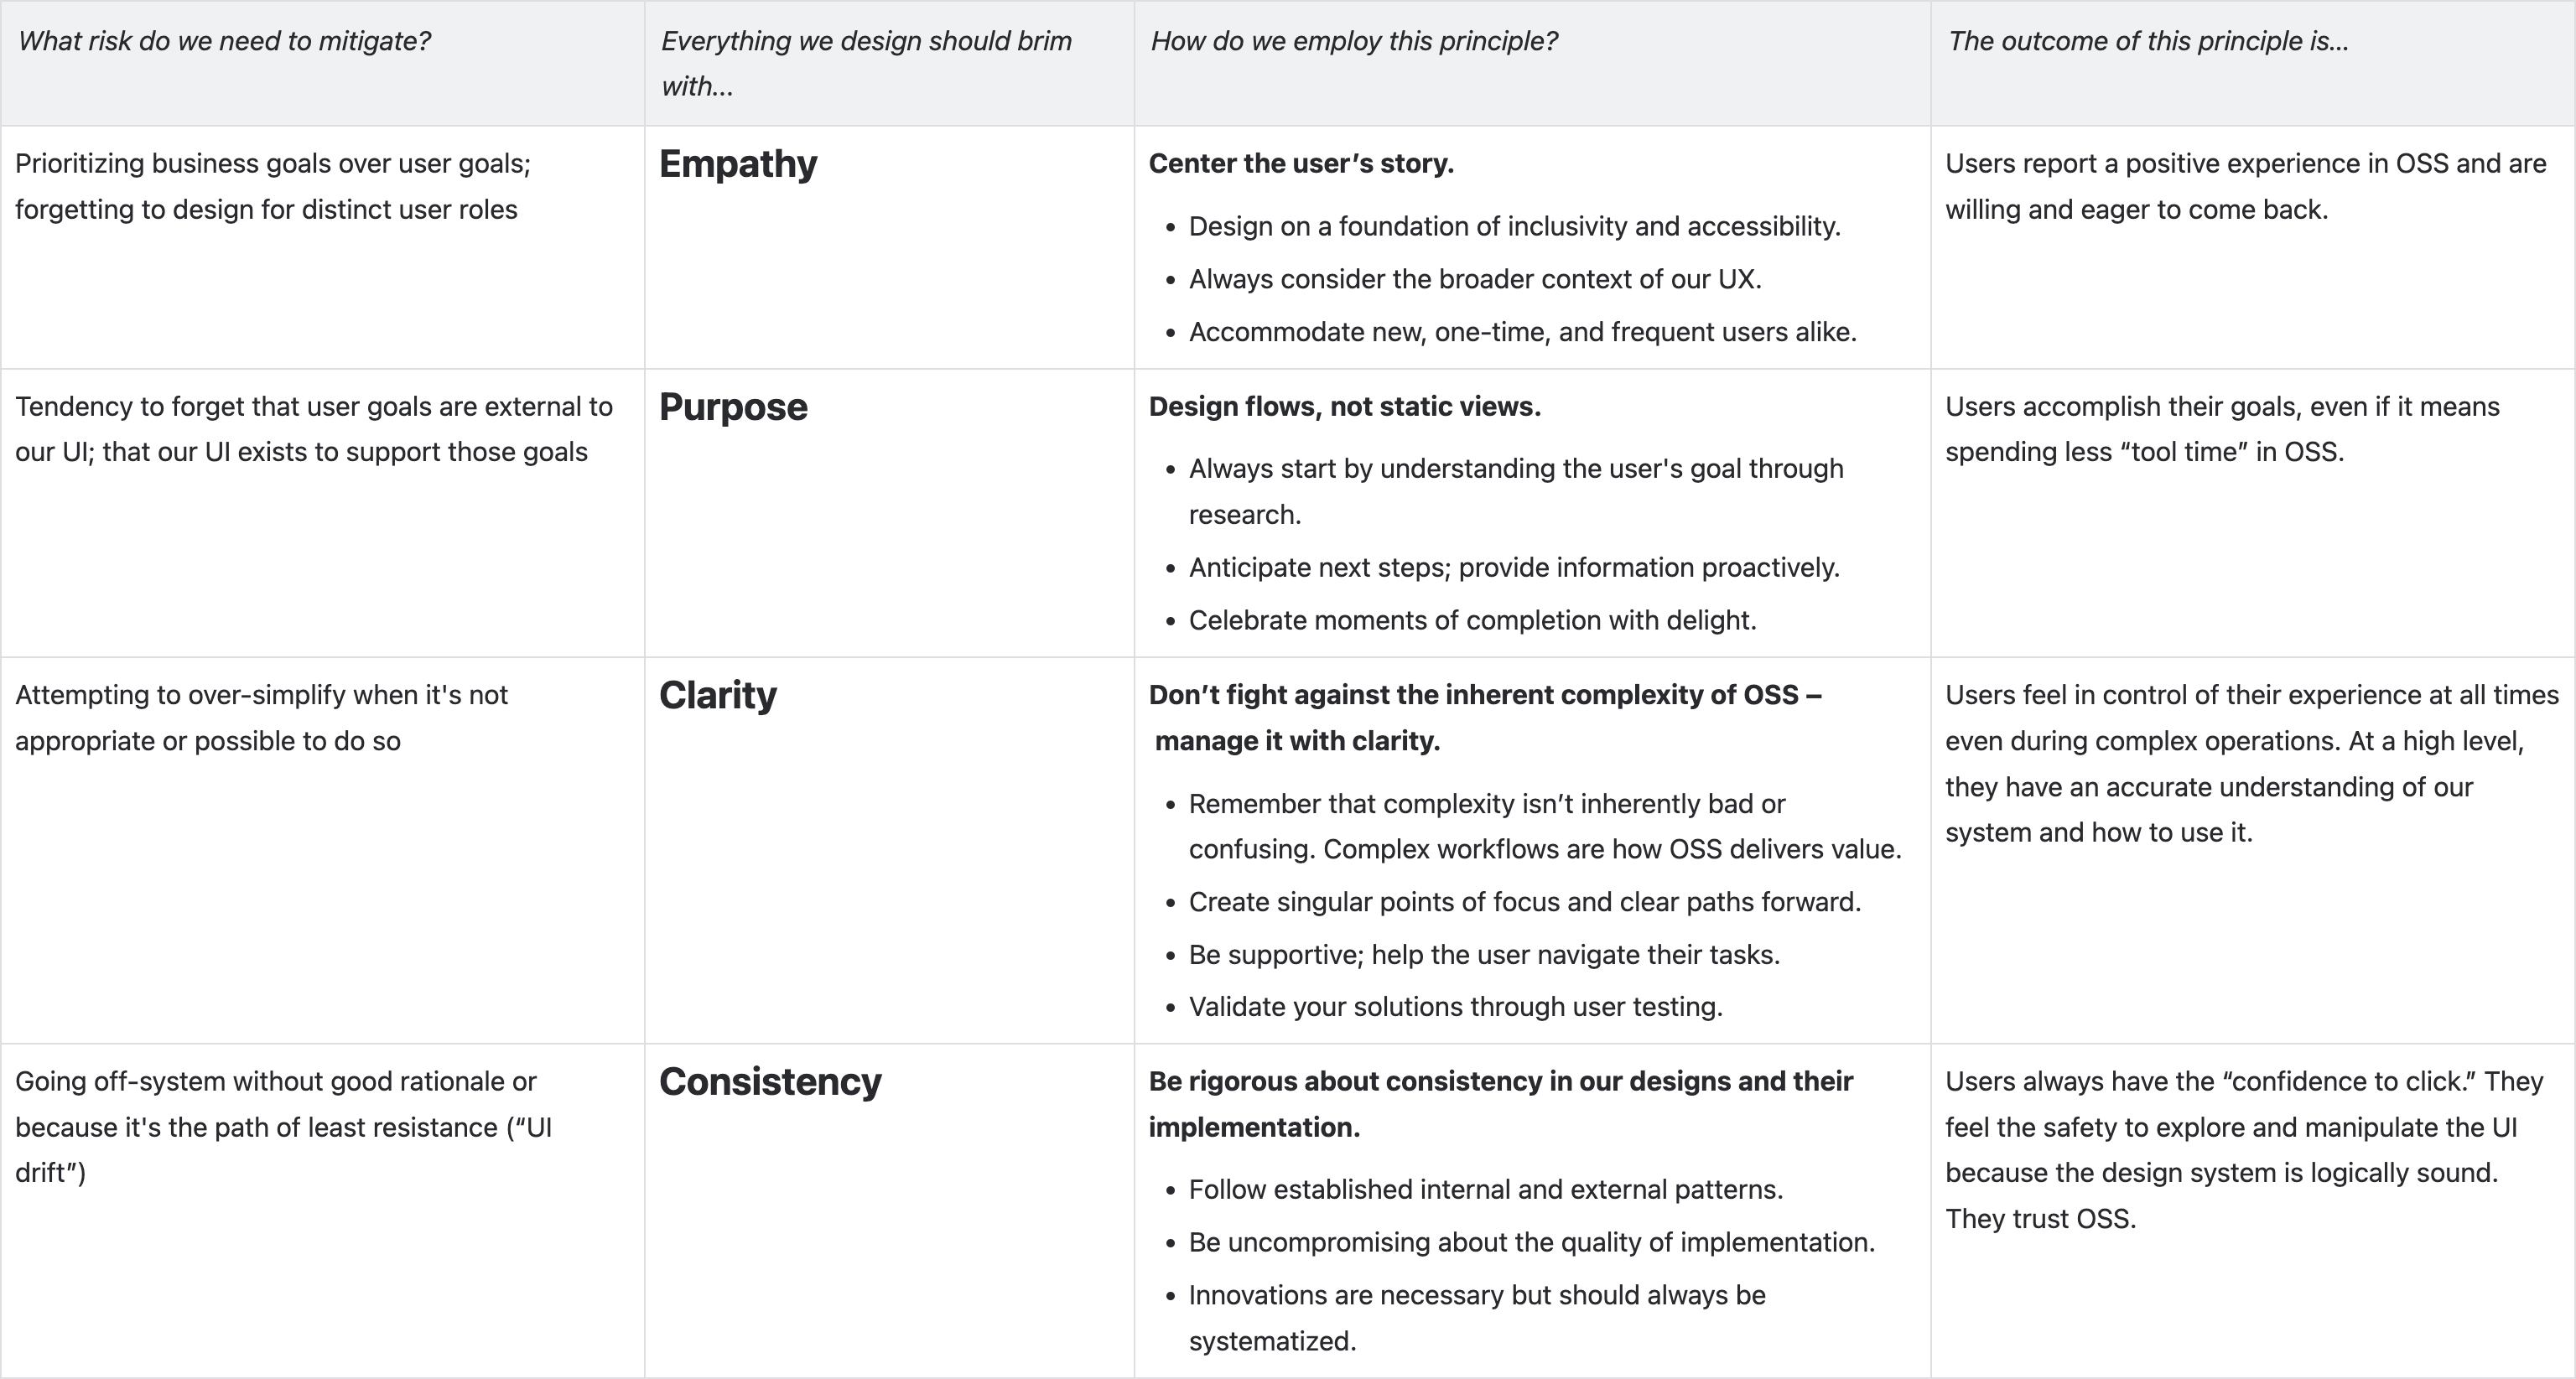 What risk do we need to mitigate?
Everything we design should brim
with...
How do we employ this principle?
The outcome of this principle is...
Prioritizing business goals over user goals;
forgetting to design for distinct user roles
Empathy
Center the user’s story.
• Design on a foundation of inclusivity and accessibility.
• Always consider the broader context of our UX.
• Accommodate new, one-time, and frequent users alike.
Users report a positive experience in OSS and are
willing and eager to come back.
Tendency to forget that user goals are external to
our UI; that our UI exists to support those goals
Purpose
Design flows, not static views.
• Always start by understanding the user's goal through
research.
• Anticipate next steps; provide information proactively.
• Celebrate moments of completion with delight.
Users accomplish their goals, even if it means
spending less “tool time” in OSS.
Attempting to over-simplify when it's not
appropriate or possible to do so
Clarity
Don’t fight against the inherent complexity of OSS –
manage it with clarity.
• Remember that complexity isn’t inherently bad or
confusing. Complex workflows are how OSS delivers value.
• Create singular points of focus and clear paths forward.
• Be supportive; help the user navigate their tasks.
• Validate your solutions through user testing.
Users feel in control of their experience at all times
even during complex operations. At a high level,
they have an accurate understanding of our
system and how to use it.
Going off-system without good rationale or
because it's the path of least resistance (“UI
drift”)
Consistency
Be rigorous about consistency in our designs and their
implementation.
• Follow established internal and external patterns.
• Be uncompromising about the quality of implementation.
• Innovations are necessary but should always be
systematized.
Users always have the “confidence to click.” They
feel the safety to explore and manipulate the UI
because the design system is logically sound.
They trust OSS.